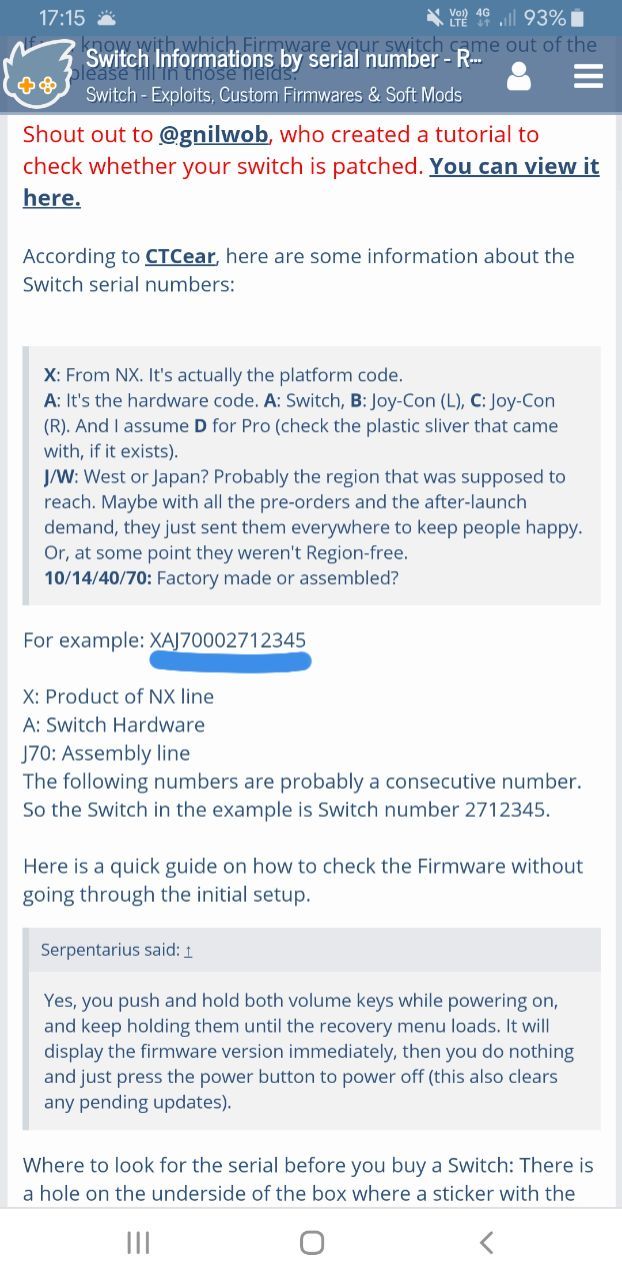 17:15
Vo)) LTE 4G 93%
If you know with which Firmware your switch came out of the
please fill in those fields.
Switch Informations by serial number - R...
Switch - Exploits, Custom Firmwares & Soft Mods
Shout out to @gnilwob, who created a tutorial to
check whether your switch is patched. You can view it
here.
According to CTCear, here are some information about the
Switch serial numbers:
X: From NX. It's actually the platform code.
A: It's the hardware code. A: Switch, B: Joy-Con (L), C: Joy-Con
(R). And I assume D for Pro (check the plastic sliver that came
with, if it exists).
J/W: West or Japan? Probably the region that was supposed to
reach. Maybe with all the pre-orders and the after-launch
demand, they just sent them everywhere to keep people happy.
Or, at some point they weren't Region-free.
10/14/40/70: Factory made or assembled?
For example: XAJ70002712345
X: Product of NX line
A: Switch Hardware
J70: Assembly line
The following numbers are probably a consecutive number.
So the Switch in the example is Switch number 2712345.
Here is a quick guide on how to check the Firmware without
going through the initial setup.
Serpentarius said: ↑
Yes, you push and hold both volume keys while powering on,
and keep holding them until the recovery menu loads. It will
display the firmware version immediately, then you do nothing
and just press the power button to power off (this also clears
any pending updates).
Where to look for the serial before you buy a Switch: There is
a hole on the underside of the box where a sticker with the